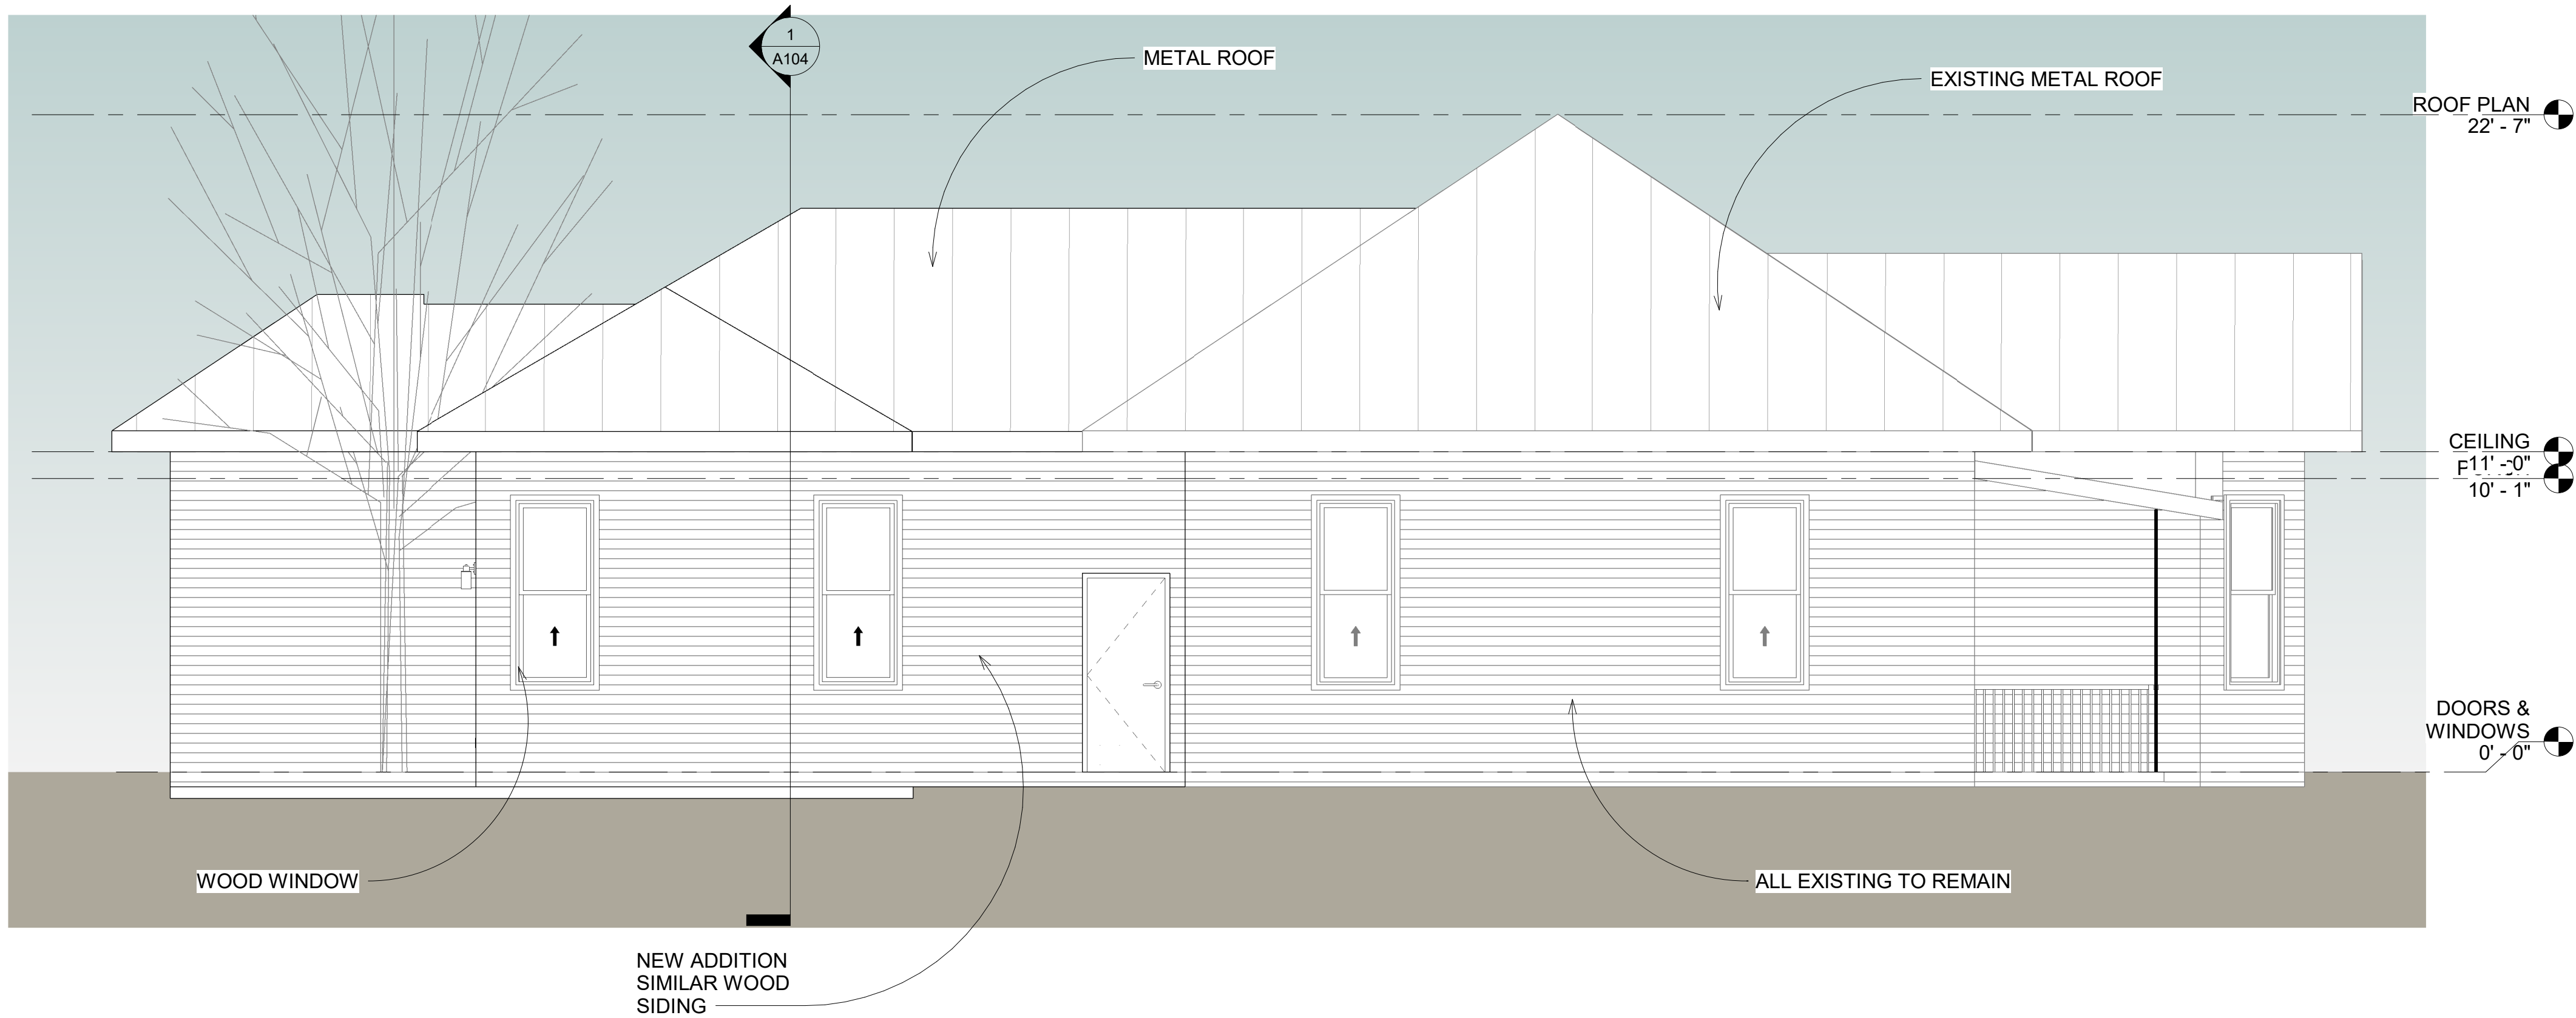 1
A104
METAL ROOF
EXISTING METAL ROOF
ROOF PLAN
22' - 7"
CEILING
11' - 0"
10' - 1"
DOORS &
WINDOWS
0' - 0"
WOOD WINDOW
ALL EXISTING TO REMAIN
NEW ADDITION
SIMILAR WOOD
SIDING